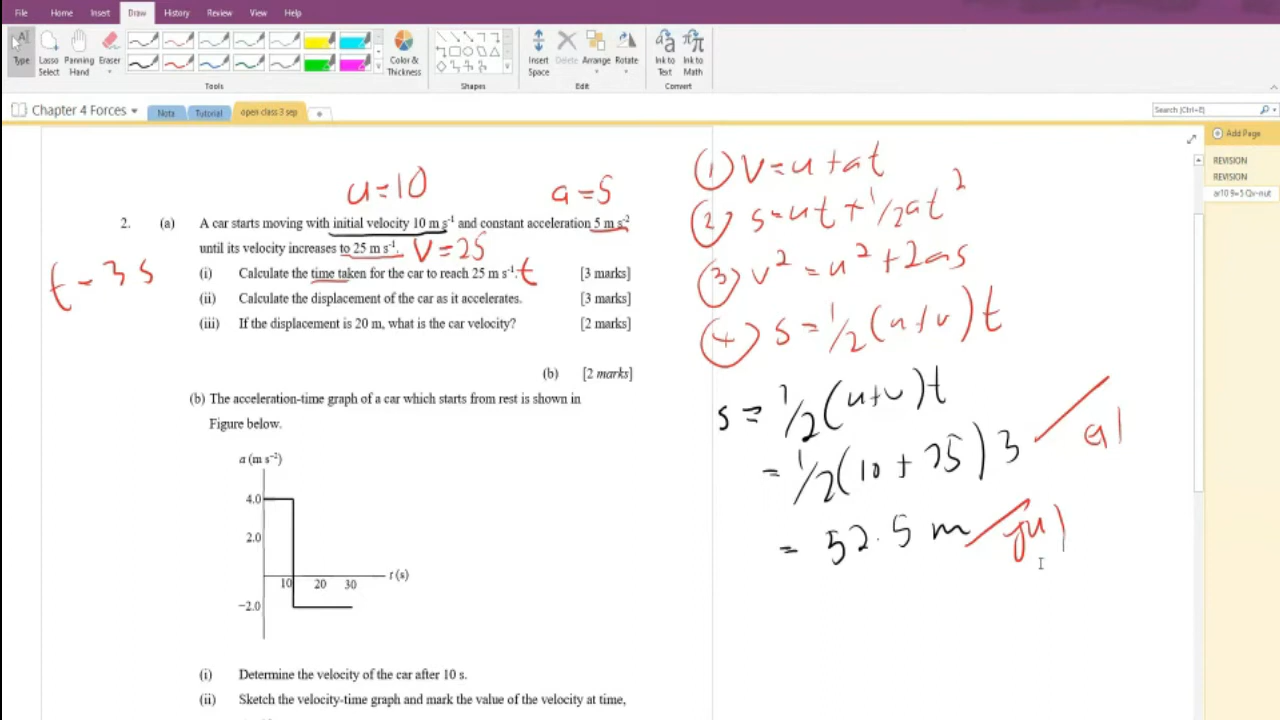 File Home Insert Draw History Review View Help
Type Lasso Select Panning Hand Eraser Color & Thickness Insert Space Delete Arrange Rotate Ink to Text Ink to Math
Tools Shapes Edit Convert
Chapter 4 Forces Nota Tutorial open class 3 sep
Search (Ctrl+E)
Add Page
REVISION
REVISION
u=10 a=5
2. (a) A car starts moving with initial velocity 10 m s⁻¹ and constant acceleration 5 m s⁻²
until its velocity increases to 25 m s⁻¹. V=25
(i) Calculate the time taken for the car to reach 25 m s⁻¹. t [3 marks]
t = 3 s
(ii) Calculate the displacement of the car as it accelerates. [3 marks]
(iii) If the displacement is 20 m, what is the car velocity? [2 marks]
(b) [2 marks]
(b) The acceleration-time graph of a car which starts from rest is shown in
Figure below.
a (m s⁻²)
4.0
2.0
10 20 30 t (s)
−2.0
(i) Determine the velocity of the car after 10 s.
(ii) Sketch the velocity-time graph and mark the value of the velocity at time,
① v=u+at
② s=ut+1/2at²
③ v²=u²+2as
④ s=1/2(u+v)t
s = 1/2(u+v)t
= 1/2(10+25)3 G1
= 52.5 m JU1